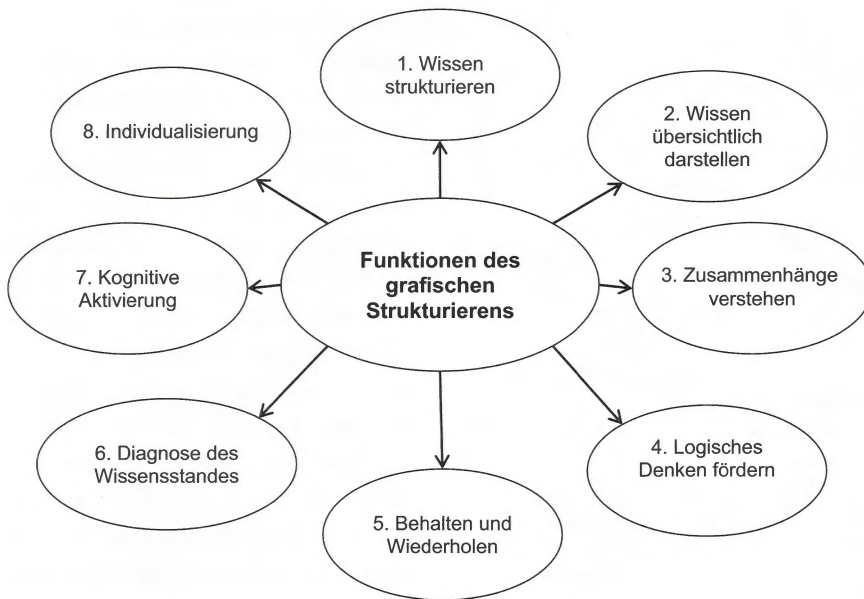 1. Wissen
strukturieren
2. Wissen
übersichtlich
darstellen
3. Zusammenhänge
verstehen
4. Logisches
Denken fördern
5. Behalten und
Wiederholen
6. Diagnose des
Wissensstandes
7. Kognitive
Aktivierung
8. Individualisierung
Funktionen des
grafischen
Strukturierens